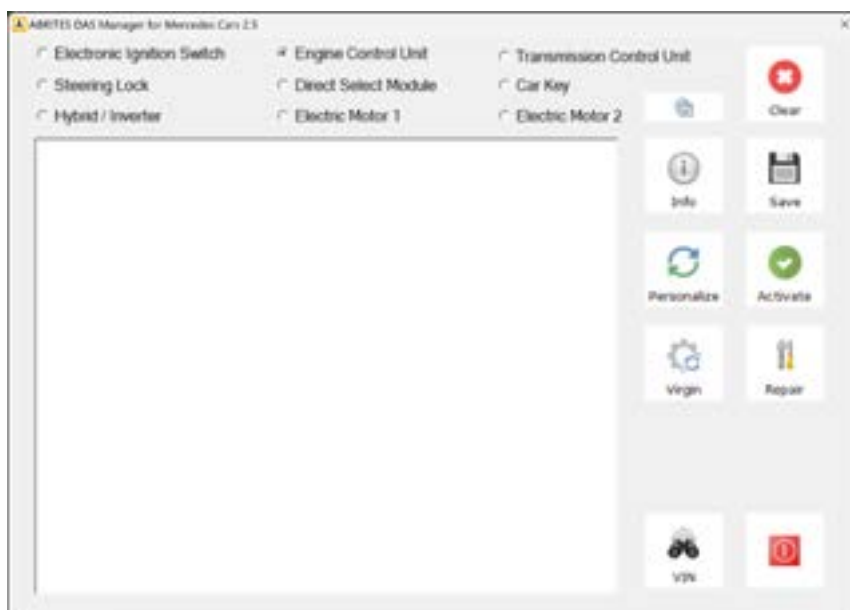 ABRITES DAS Manager for Mercedes Cars 2.5
Electronic Ignition Switch Engine Control Unit Transmission Control Unit
Steering Lock Direct Select Module Car Key
Hybrid / Inverter Electric Motor 1 Electric Motor 2
Clear
Info Save
Personalize Activate
Virgin Repair
VIN